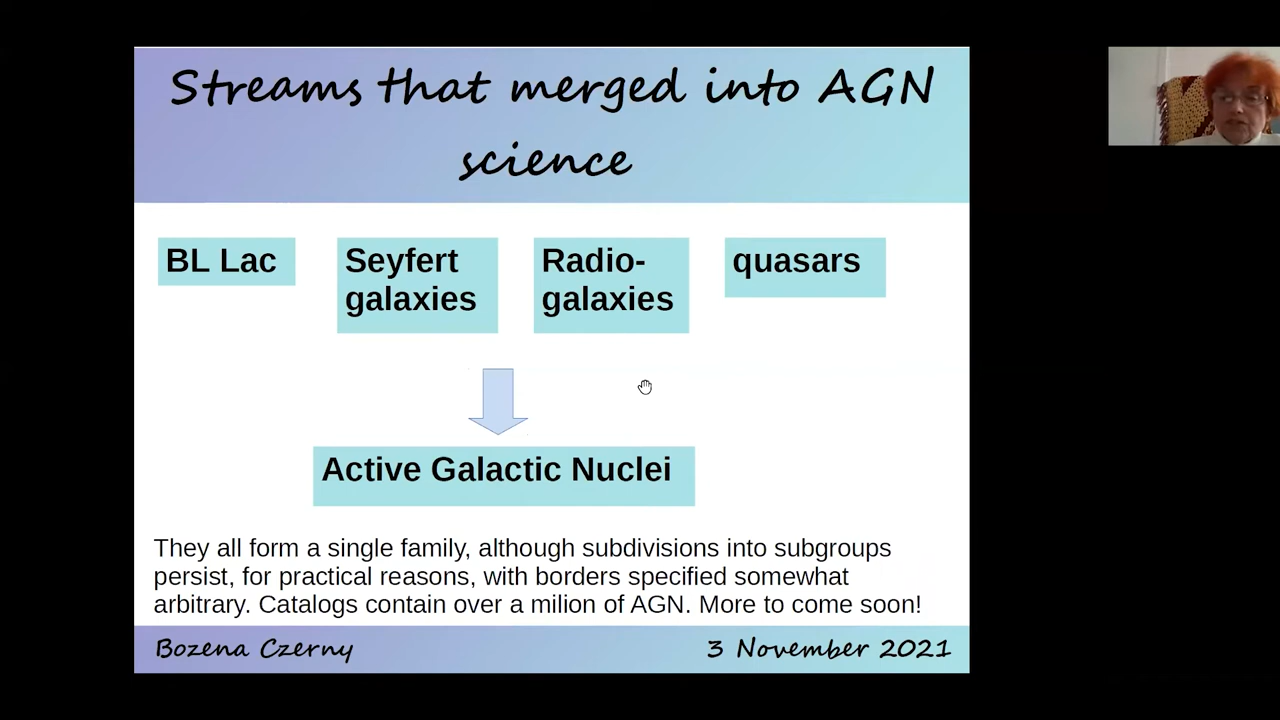 Streams that merged into AGN
science
BL Lac
Seyfert
galaxies
Radio-
galaxies
quasars
Active Galactic Nuclei
They all form a single family, although subdivisions into subgroups
persist, for practical reasons, with borders specified somewhat
arbitrary. Catalogs contain over a milion of AGN. More to come soon!
Bozena Czerny
3 November 2021